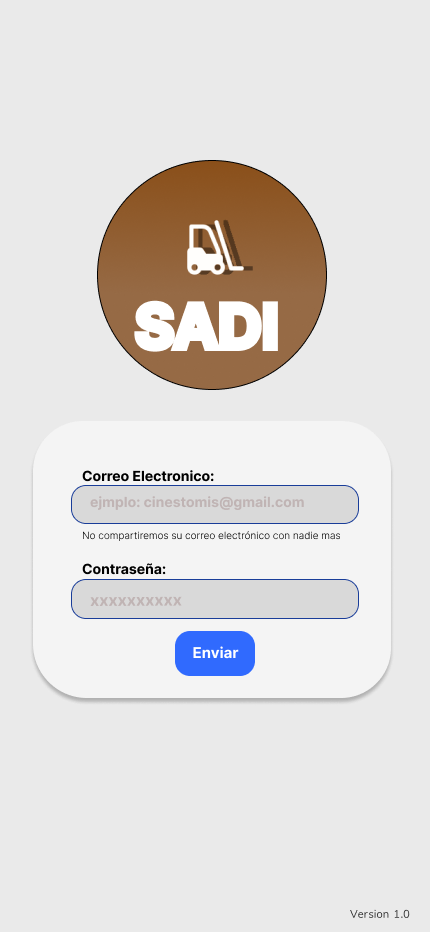 SADI
Correo Electronico:
ejmplo: cinestomis@gmail.com
No compartiremos su correo electrónico con nadie mas
Contraseña:
xxxxxxxxxx
Enviar
Version 1.0